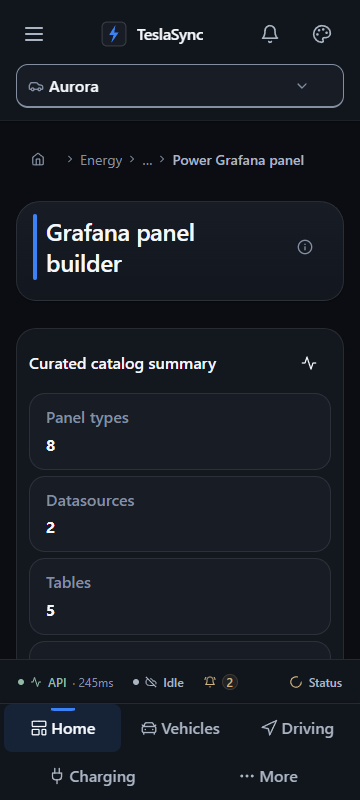 TeslaSync
Aurora
Energy
...
Power Grafana panel
Grafana panel
builder
Curated catalog summary
Panel types
8
Datasources
2
Tables
5
API · 245ms
Idle
2
Status
Home
Vehicles
Driving
Charging
More